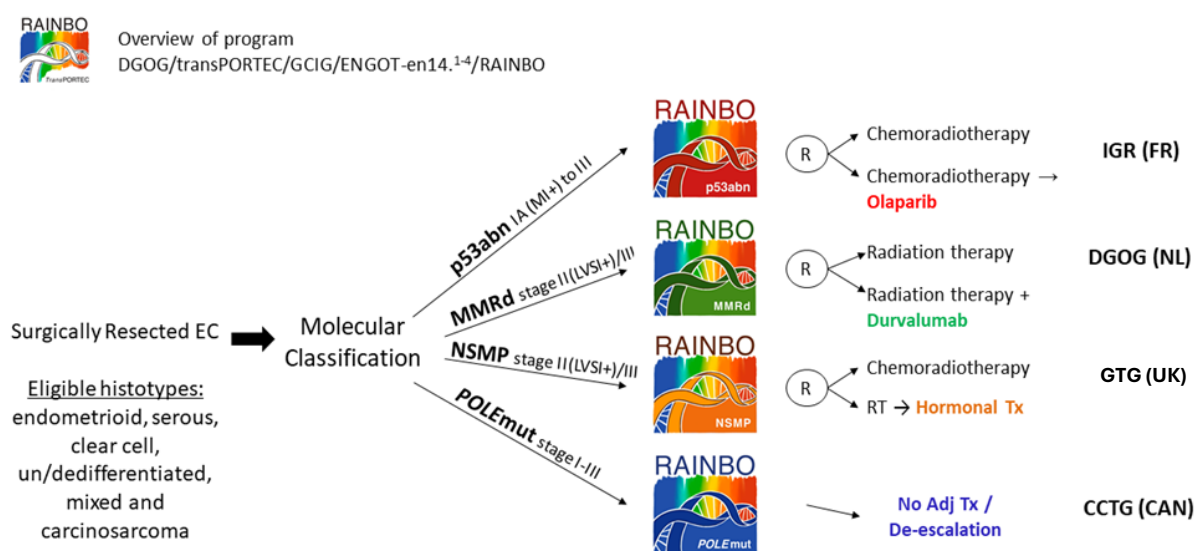 RAINBO
TransPORTEC
Overview of program
DGOG/transPORTEC/GCIG/ENGOT-en14.1-4/RAINBO
Surgically Resected EC
Eligible histotypes:
endometrioid, serous,
clear cell,
un/dedifferentiated,
mixed and
carcinosarcoma
Molecular
Classification
p53abn IA (MI+) to III
RAINBO
p53abn
R
Chemoradiotherapy
Chemoradiotherapy →
Olaparib
IGR (FR)
MMRd stage II(LVSI+)/III
RAINBO
MMRd
R
Radiation therapy
Radiation therapy +
Durvalumab
DGOG (NL)
NSMP stage II(LVSI+)/III
RAINBO
NSMP
R
Chemoradiotherapy
RT → Hormonal Tx
GTG (UK)
POLEmut stage I-III
RAINBO
POLEmut
No Adj Tx /
De-escalation
CCTG (CAN)